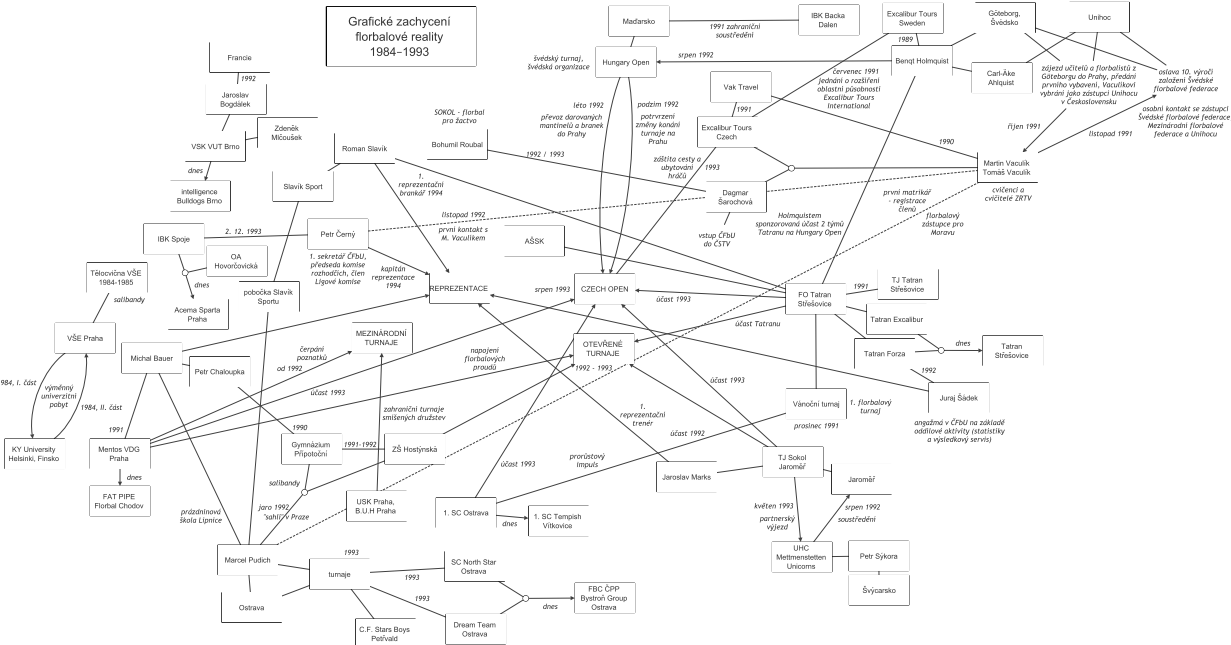 Grafické zachycení
florbalové reality
1984–1993
Maďarsko
1991 zahraniční
soustředění
IBK Backa
Dalen
Excalibur Tours
Sweden
Göteborg,
Švédsko
Unihoc
Francie
1992
Jaroslav
Bogdálek
VSK VUT Brno
Zdeněk
Mlčoušek
dnes
intelligence
Bulldogs Brno
švédský turnaj,
švédská organizace
Hungary Open
srpen 1992
1989
Benqt Holmquist
Carl-Äke
Ahlquist
červenec 1991
jednání o rozšíření
oblastní působnosti
Excalibur Tours
International
zájezd učitelů a florbalistů z
Göteborgu do Prahy, předání
prvního vybavení, Vaculíkovi
vybráni jako zástupci Unihocu
v Československu
oslava 10. výročí
založení Švédské
florbalové federace
osobní kontakt se zástupci
Švédské florbalové federace
Mezinárodní florbalové
federace a Unihocu
říjen 1991
listopad 1991
Vak Travel
1991
Excalibur Tours
Czech
1990
léto 1992
převoz darovaných
mantinelů a branek
do Prahy
podzim 1992
potrvrzení
změny konání
turnaje na
Prahu
SOKOL - florbal
pro žactvo
Bohumil Roubal
1992 / 1993
záštita cesty a
ubytování
hráčů
1993
Martin Vaculík
Tomáš Vaculík
cvičenci a
cvičitelé ZRTV
Roman Slavík
Slavík Sport
1.
reprezentační
brankář 1994
Dagmar
Šarochová
vstup ČFbU
do ČSTV
první matrikář
- registrace
členů
florbalový
zástupce pro
Moravu
Holmquistem
sponzorovaná účast 2 týmů
Tatranu na Hungary Open
listopad 1992
první kontakt s
M. Vaculíkem
AŠSK
IBK Spoje
2. 12. 1993
Petr Černý
1. sekretář ČFbU,
předseda komise
rozhodčích, člen
Ligové komise
kapitán
reprezentace
1994
OA
Hovorčovická
dnes
Acema Sparta
Praha
Tělocvična VŠE
1984-1985
salibandy
pobočka Slavík
Sportu
REPREZENTACE
srpen 1993
CZECH OPEN
účast 1993
FO Tatran
Střešovice
1991
TJ Tatran
Střešovice
Tatran Excalibur
účast Tatranu
Tatran Forza
dnes
Tatran
Střešovice
1992
Juraj Šádek
angažmá v ČFbU na základě
oddílové aktivity (statistiky
a výsledkový servis)
VŠE Praha
Michal Bauer
MEZINÁRODNÍ
TURNAJE
OTEVŘENÉ
TURNAJE
1992 - 1993
čerpání
poznatků
od 1992
napojení
florbalových
proudů
Petr Chaloupka
účast 1993
984, I. část
výměnný
univerzitní
pobyt
1984, II. část
KY University
Helsinki, Finsko
1991
Mentos VDG
Praha
dnes
FAT PIPE
Florbal Chodov
1990
Gymnázium
Přípotoční
1991-1992
ZŠ Hostýnská
zahraniční turnaje
smíšených družstev
účast 1993
1.
reprezentační
trenér
účast 1992
Vánoční turnaj
1. florbalový
turnaj
prosinec 1991
salibandy
jaro 1992
"sahlí" v Praze
prázdninová
škola Lipnice
USK Praha,
B.U.H Praha
účast 1993
prorůstový
impuls
1. SC Ostrava
dnes
1. SC Tempish
Vítkovice
Jaroslav Marks
TJ Sokol
Jaroměř
Jaroměř
květen 1993
partnerský
výjezd
srpen 1992
soustředění
UHC
Mettmenstetten
Unicorns
Petr Sýkora
Švýcarsko
Marcel Pudich
Ostrava
1993
turnaje
1993
1993
SC North Star
Ostrava
Dream Team
Ostrava
C.F. Stars Boys
Petřvald
dnes
FBC ČPP
Bystroň Group
Ostrava